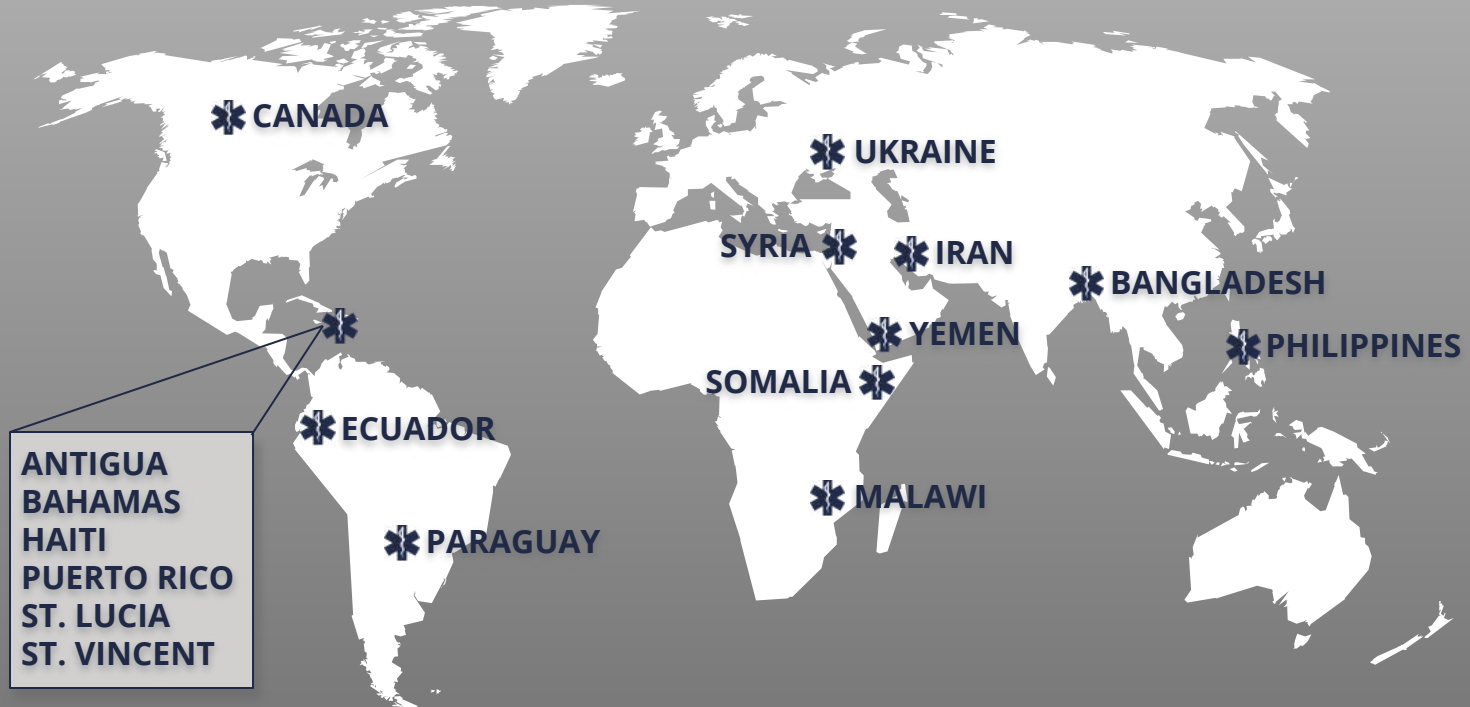 CANADA
UKRAINE
SYRIA
IRAN
BANGLADESH
YEMEN
PHILIPPINES
SOMALIA
ECUADOR
ANTIGUA
BAHAMAS
HAITI
PUERTO RICO
ST. LUCIA
ST. VINCENT
MALAWI
PARAGUAY